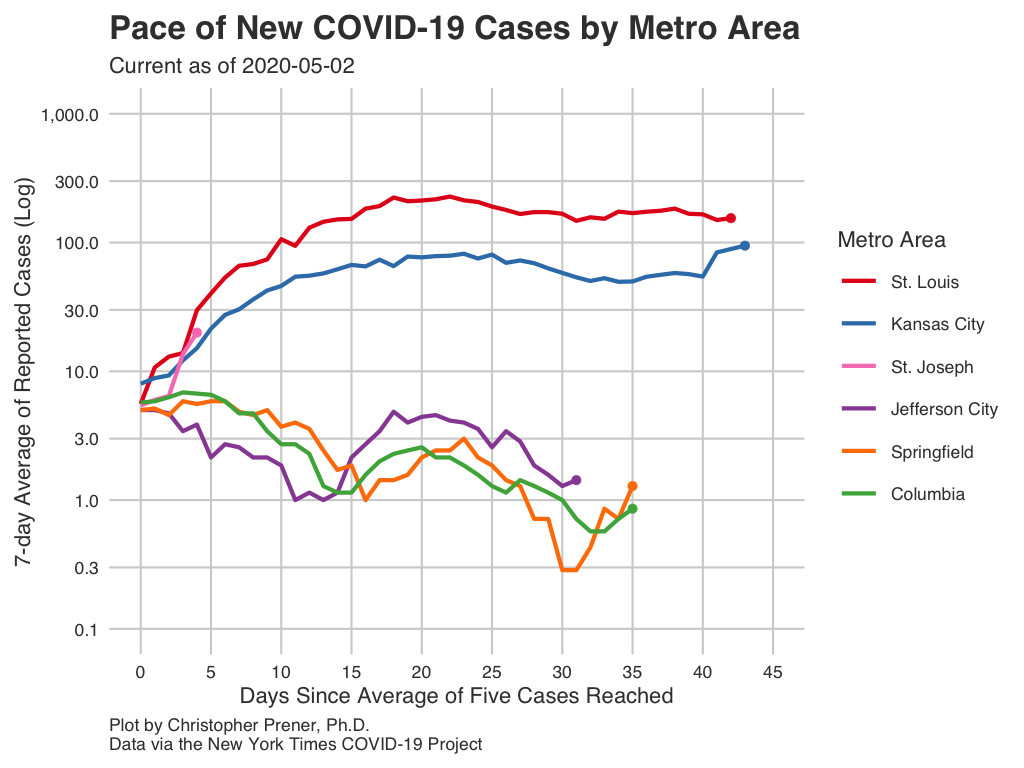 Pace of New COVID-19 Cases by Metro Area
Current as of 2020-05-02
7-day Average of Reported Cases (Log)
1,000.0
300.0
100.0
30.0
10.0
3.0
1.0
0.3
0.1
0 5 10 15 20 25 30 35 40 45
Days Since Average of Five Cases Reached
Metro Area
St. Louis
Kansas City
St. Joseph
Jefferson City
Springfield
Columbia
Plot by Christopher Prener, Ph.D.
Data via the New York Times COVID-19 Project